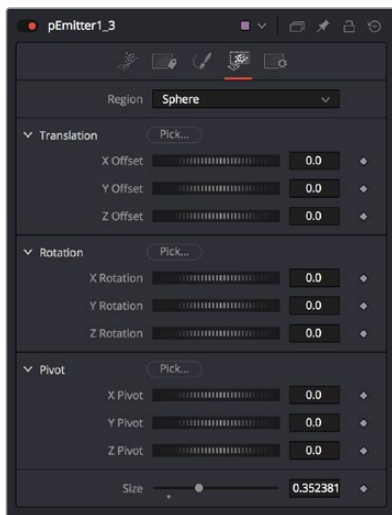 pEmitter1_3
Region Sphere
Translation Pick...
X Offset 0.0
Y Offset 0.0
Z Offset 0.0
Rotation Pick...
X Rotation 0.0
Y Rotation 0.0
Z Rotation 0.0
Pivot Pick...
X Pivot 0.0
Y Pivot 0.0
Z Pivot 0.0
Size 0.352381